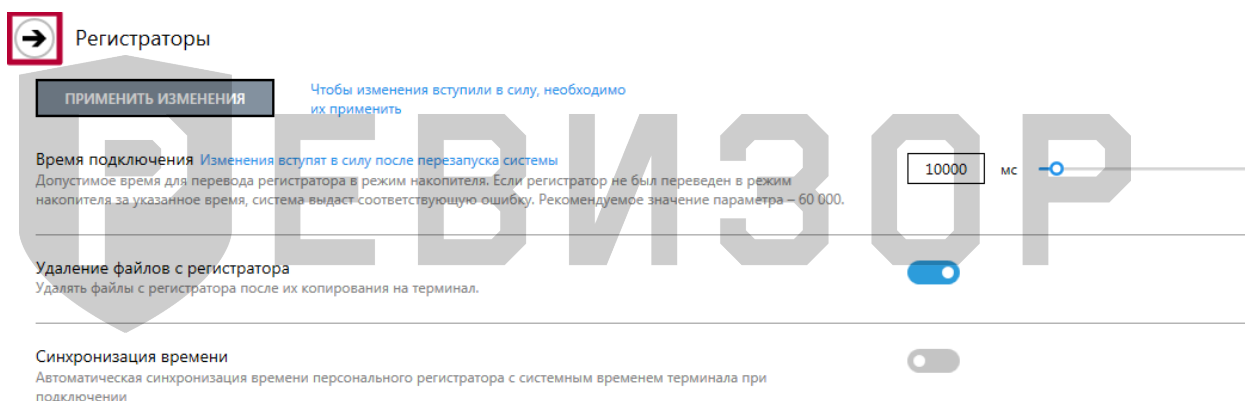 Регистраторы
ПРИМЕНИТЬ ИЗМЕНЕНИЯ
Чтобы изменения вступили в силу, необходимо
их применить
Время подключения Изменения вступят в силу после перезапуска системы
10000 мс
Допустимое время для перевода регистратора в режим накопителя. Если регистратор не был переведен в режим
накопителя за указанное время, система выдаст соответствующую ошибку. Рекомендуемое значение параметра – 60 000.
РЕВИЗОР
Удаление файлов с регистратора
Удалять файлы с регистратора после их копирования на терминал.
Синхронизация времени
Автоматическая синхронизация времени персонального регистратора с системным временем терминала при
подключении